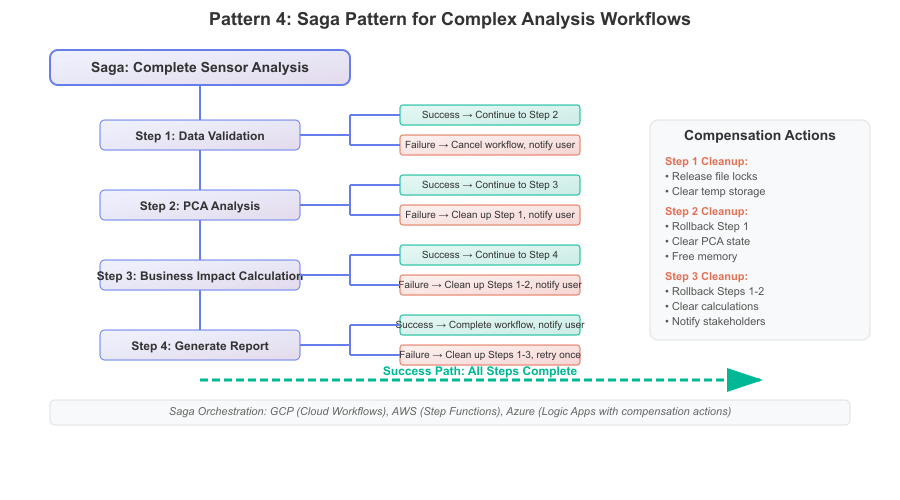 Pattern 4: Saga Pattern for Complex Analysis Workflows
Saga: Complete Sensor Analysis
Step 1: Data Validation
Success → Continue to Step 2
Failure → Cancel workflow, notify user
Step 2: PCA Analysis
Success → Continue to Step 3
Failure → Clean up Step 1, notify user
Step 3: Business Impact Calculation
Success → Continue to Step 4
Failure → Clean up Steps 1-2, notify user
Step 4: Generate Report
Success → Complete workflow, notify user
Failure → Clean up Steps 1-3, retry once
Compensation Actions
Step 1 Cleanup:
• Release file locks
• Clear temp storage
Step 2 Cleanup:
• Rollback Step 1
• Clear PCA state
• Free memory
Step 3 Cleanup:
• Rollback Steps 1-2
• Clear calculations
• Notify stakeholders
Success Path: All Steps Complete
Saga Orchestration: GCP (Cloud Workflows), AWS (Step Functions), Azure (Logic Apps with compensation actions)